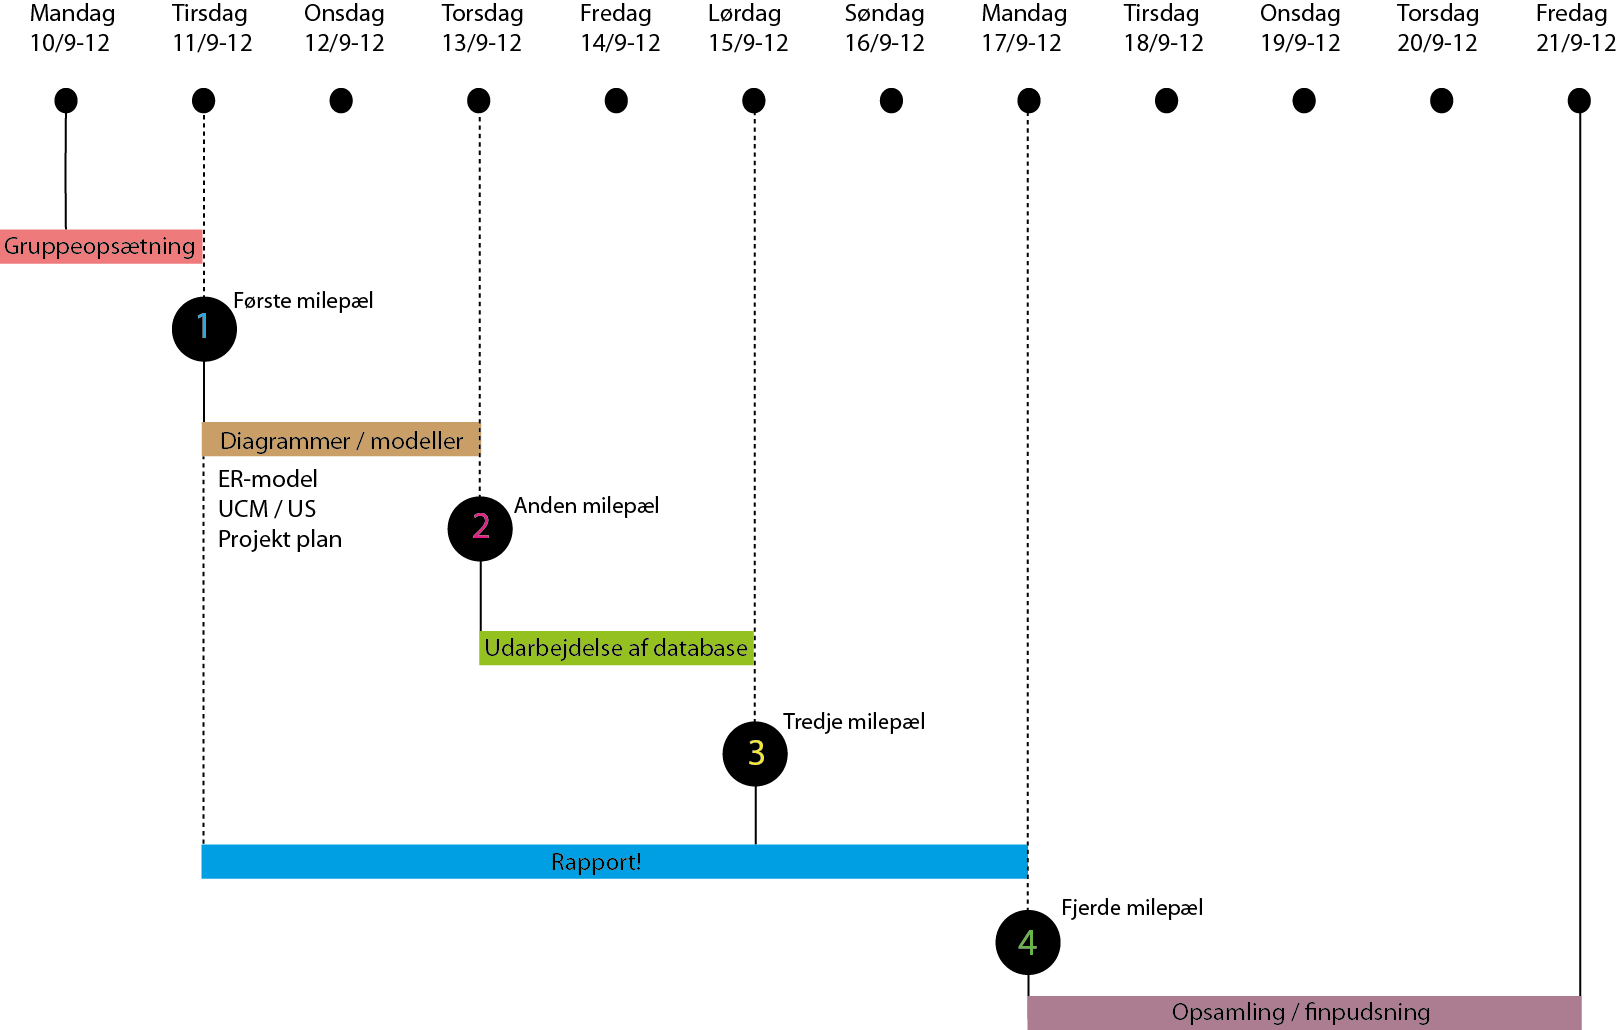 Mandag Tirsdag Onsdag Torsdag Fredag Lørdag Søndag Mandag Tirsdag Onsdag Torsdag Fredag
10/9-12 11/9-12 12/9-12 13/9-12 14/9-12 15/9-12 16/9-12 17/9-12 18/9-12 19/9-12 20/9-12 21/9-12
Gruppeopsætning
Første milepæl
1
Diagrammer / modeller
ER-model
UCM / US
Projekt plan
Anden milepæl
2
Udarbejdelse af database
Tredje milepæl
3
Rapport!
Fjerde milepæl
4
Opsamling / finpudsning